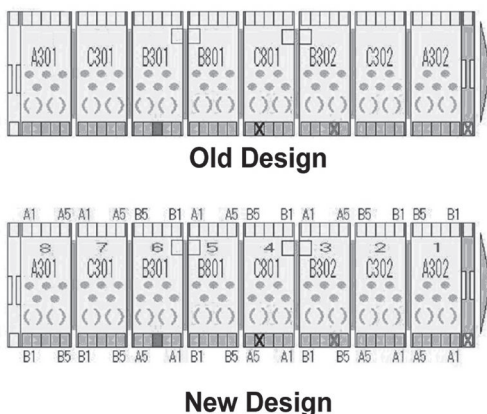 A301 C301 B301 B801 C801 B302 C302 A302
X X X
Old Design
A1 A5 A1 A5 B5 B1 A1 A5 B5 B1 A1 A5 B5 B1 B5 B1
8 7 6 5 4 3 2 1
A301 C301 B301 B801 C801 B302 C302 A302
X X X
B1 B5 B1 B5 A5 A1 B1 B5 A5 A1 B1 B5 A5 A1 A5 A1
New Design